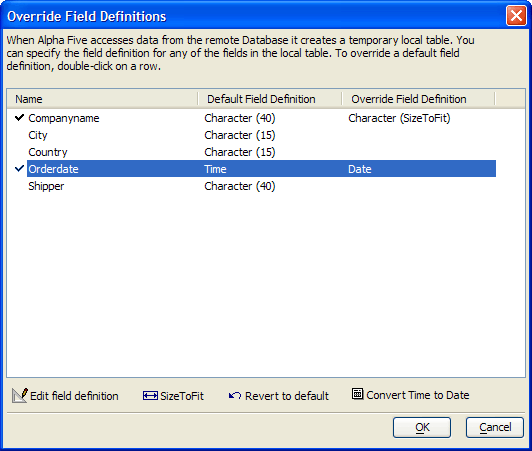 Override Field Definitions
When Alpha Five accesses data from the remote Database it creates a temporary local table. You
can specify the field definition for any of the fields in the local table. To override a default field
definition, double-click on a row.
Name Default Field Definition Override Field Definition
Companyname Character (40) Character (SizeToFit)
City Character (15)
Country Character (15)
Orderdate Time Date
Shipper Character (40)
Edit field definition SizeToFit Revert to default Convert Time to Date
OK Cancel